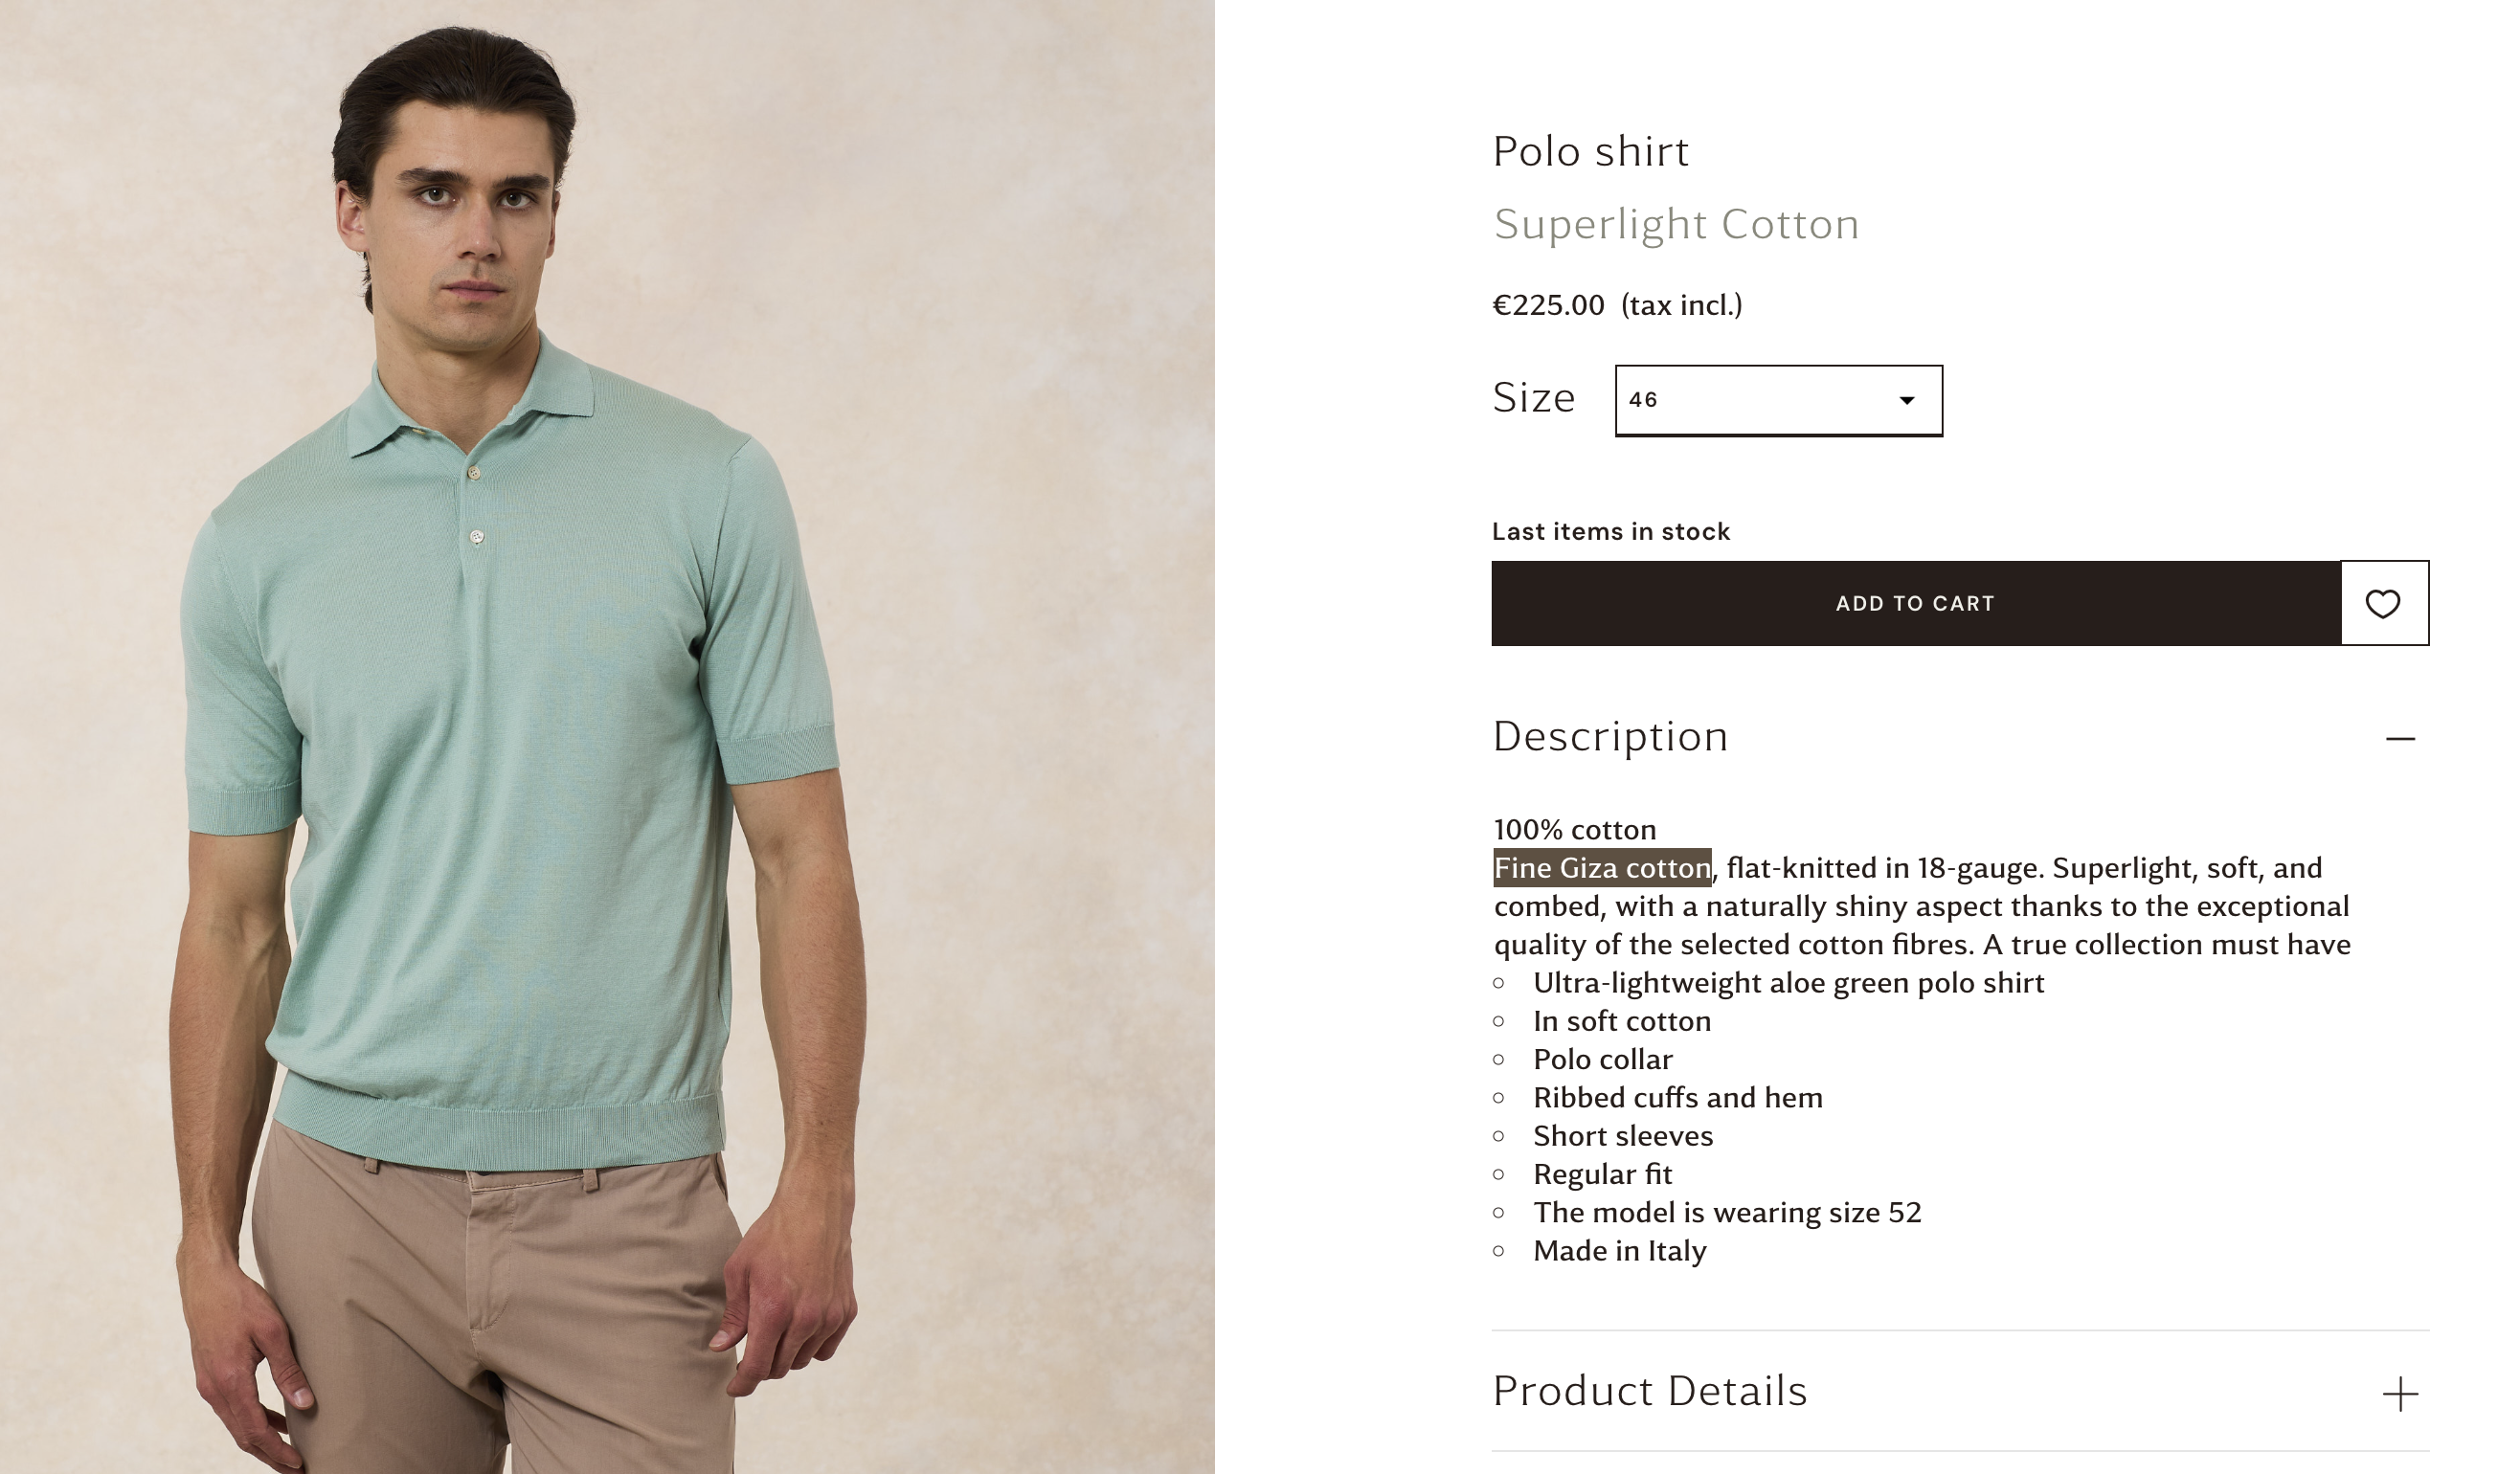 Polo shirt
Superlight Cotton
€225.00 (tax incl.)
Size 46
Last items in stock
ADD TO CART
Description
100% cotton
Fine Giza cotton, flat-knitted in 18-gauge. Superlight, soft, and
combed, with a naturally shiny aspect thanks to the exceptional
quality of the selected cotton fibres. A true collection must have
Ultra-lightweight aloe green polo shirt
In soft cotton
Polo collar
Ribbed cuffs and hem
Short sleeves
Regular fit
The model is wearing size 52
Made in Italy
Product Details